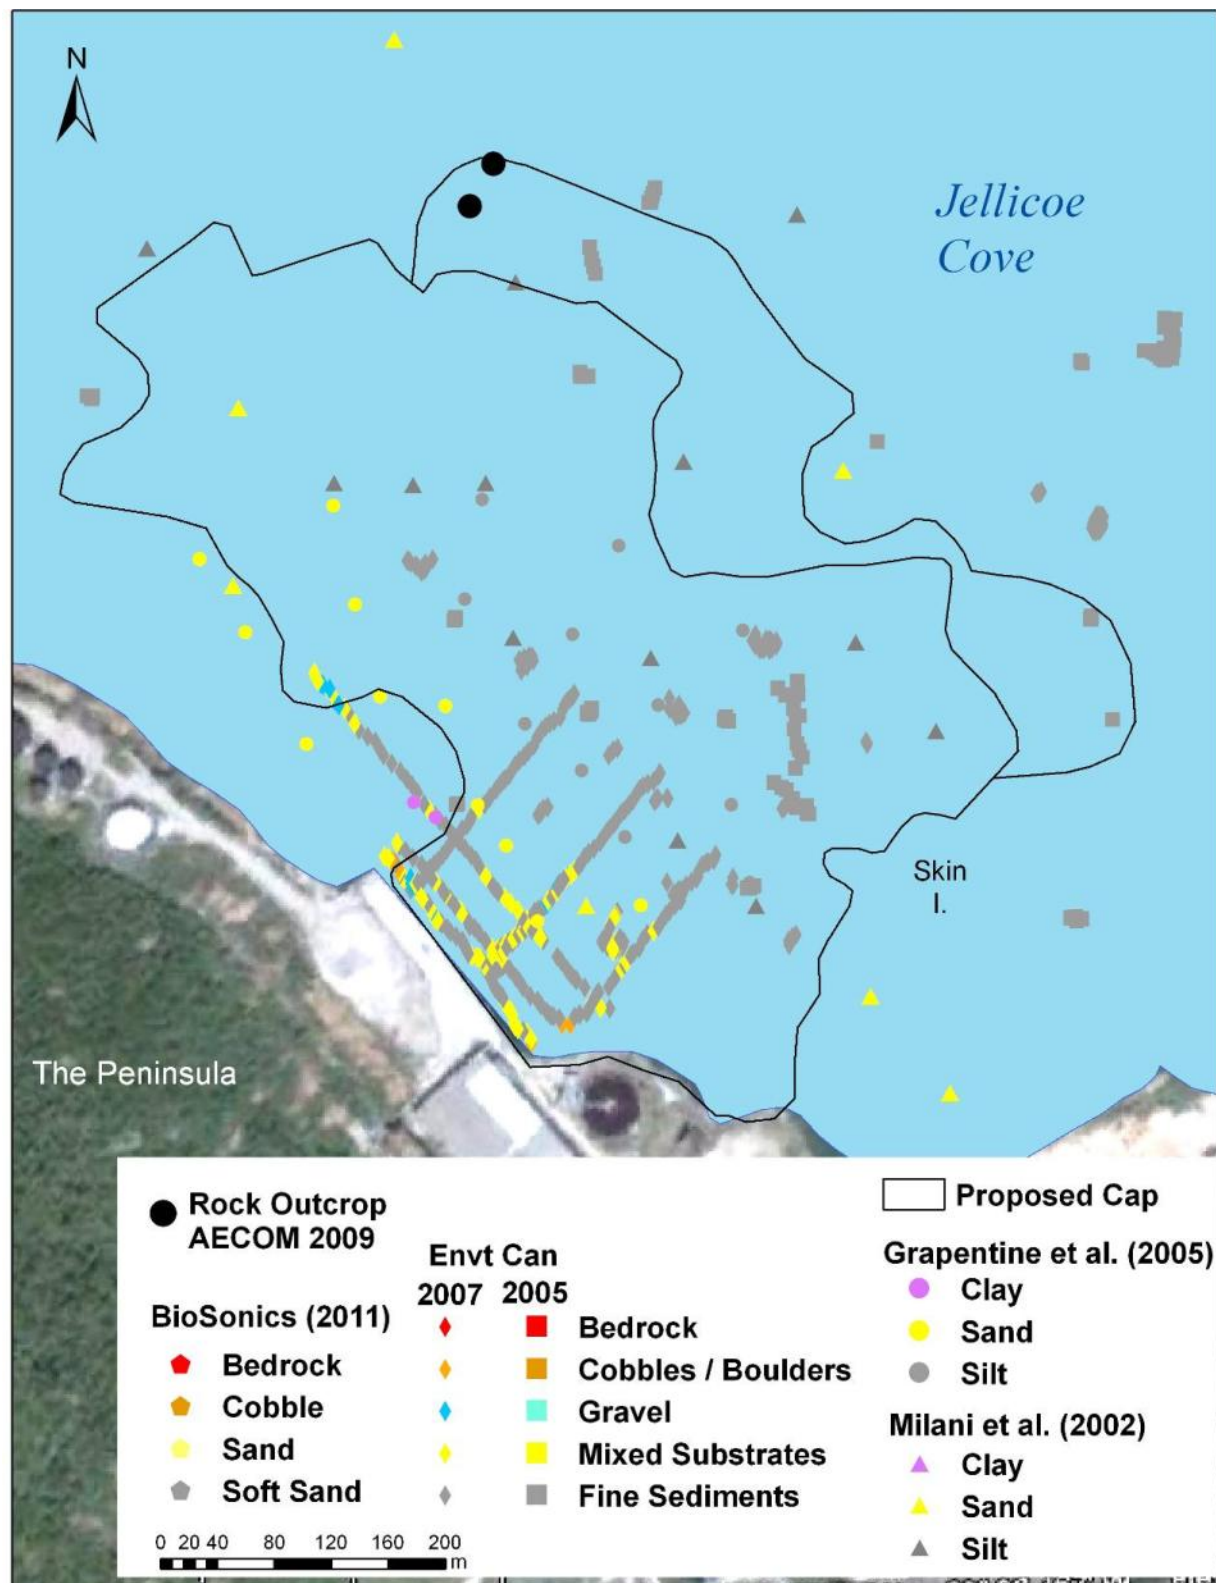 N
Jellicoe
Cove
Skin
I.
The Peninsula
Rock Outcrop
AECOM 2009
BioSonics (2011)
Bedrock
Cobble
Sand
Soft Sand
Envt Can
2007 2005
Bedrock
Cobbles / Boulders
Gravel
Mixed Substrates
Fine Sediments
Proposed Cap
Grapentine et al. (2005)
Clay
Sand
Silt
Milani et al. (2002)
Clay
Sand
Silt
0 20 40 80 120 160 200
m